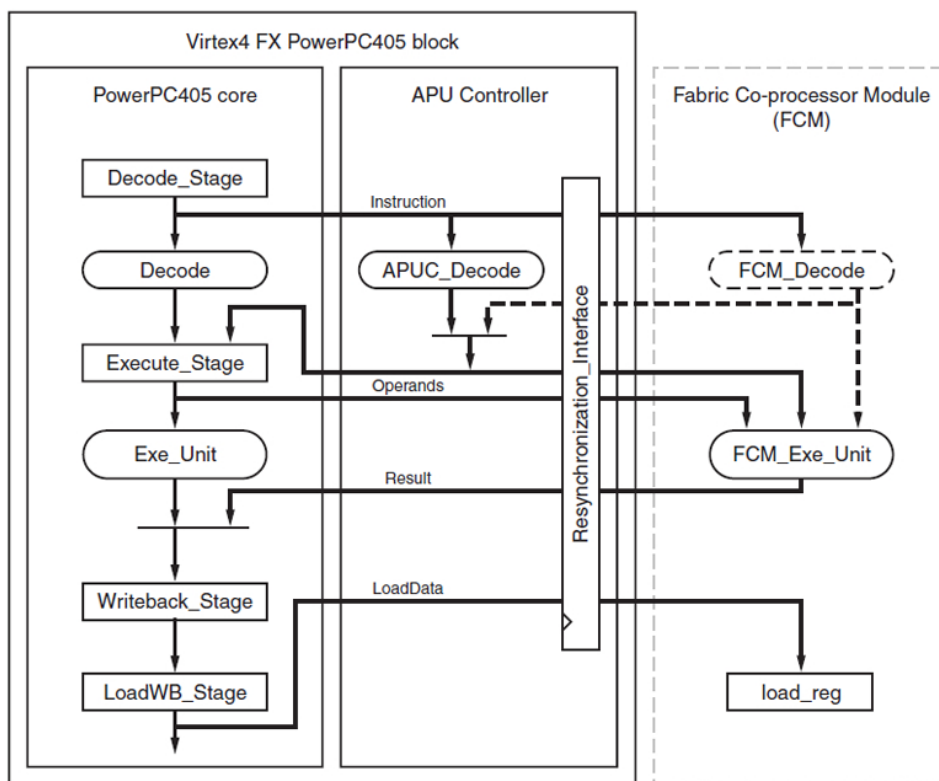 Virtex4 FX PowerPC405 block
PowerPC405 core
APU Controller
Fabric Co-processor Module
(FCM)
Decode_Stage
Instruction
Decode
APUC_Decode
FCM_Decode
Resynchronization_Interface
Execute_Stage
Operands
Exe_Unit
FCM_Exe_Unit
Result
Writeback_Stage
LoadData
LoadWB_Stage
load_reg